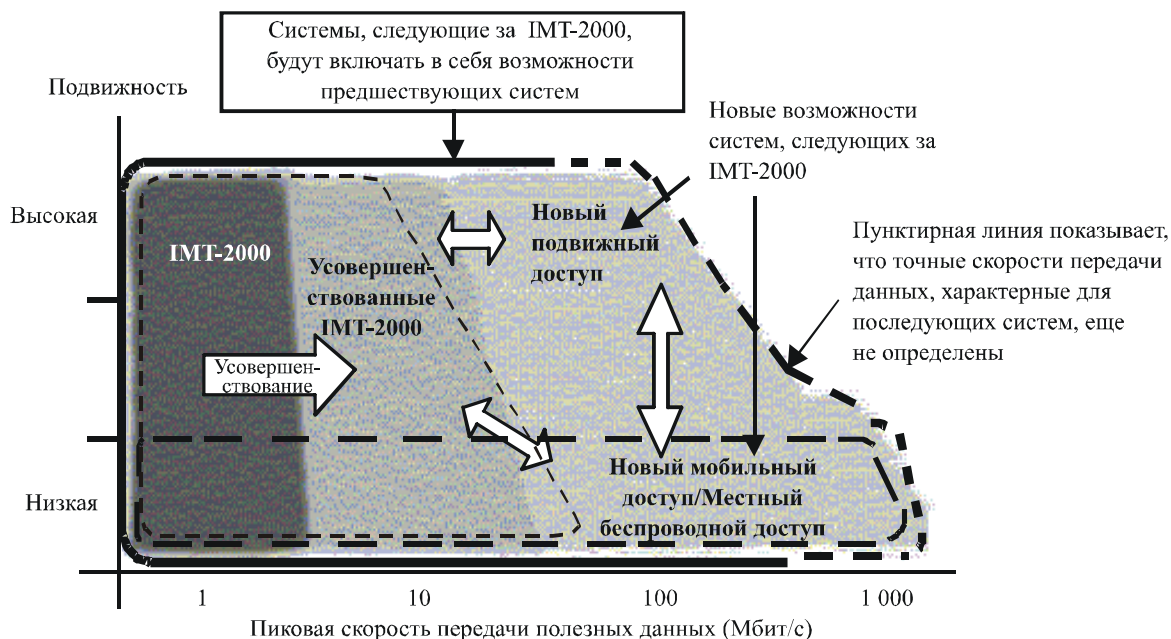 Системы, следующие за IMT-2000,
будут включать в себя возможности
предшествующих систем
Подвижность
Новые возможности
систем, следующих за
IMT-2000
Высокая
IMT-2000
Новый
подвижный
доступ
Усовершен-
ствованные
IMT-2000
Пунктирная линия показывает,
что точные скорости передачи
данных, характерные для
последующих систем, еще
не определены
Усовершен-
ствование
Низкая
Новый мобильный
доступ/Местный
беспроводной доступ
1 10 100 1 000
Пиковая скорость передачи полезных данных (Мбит/с)